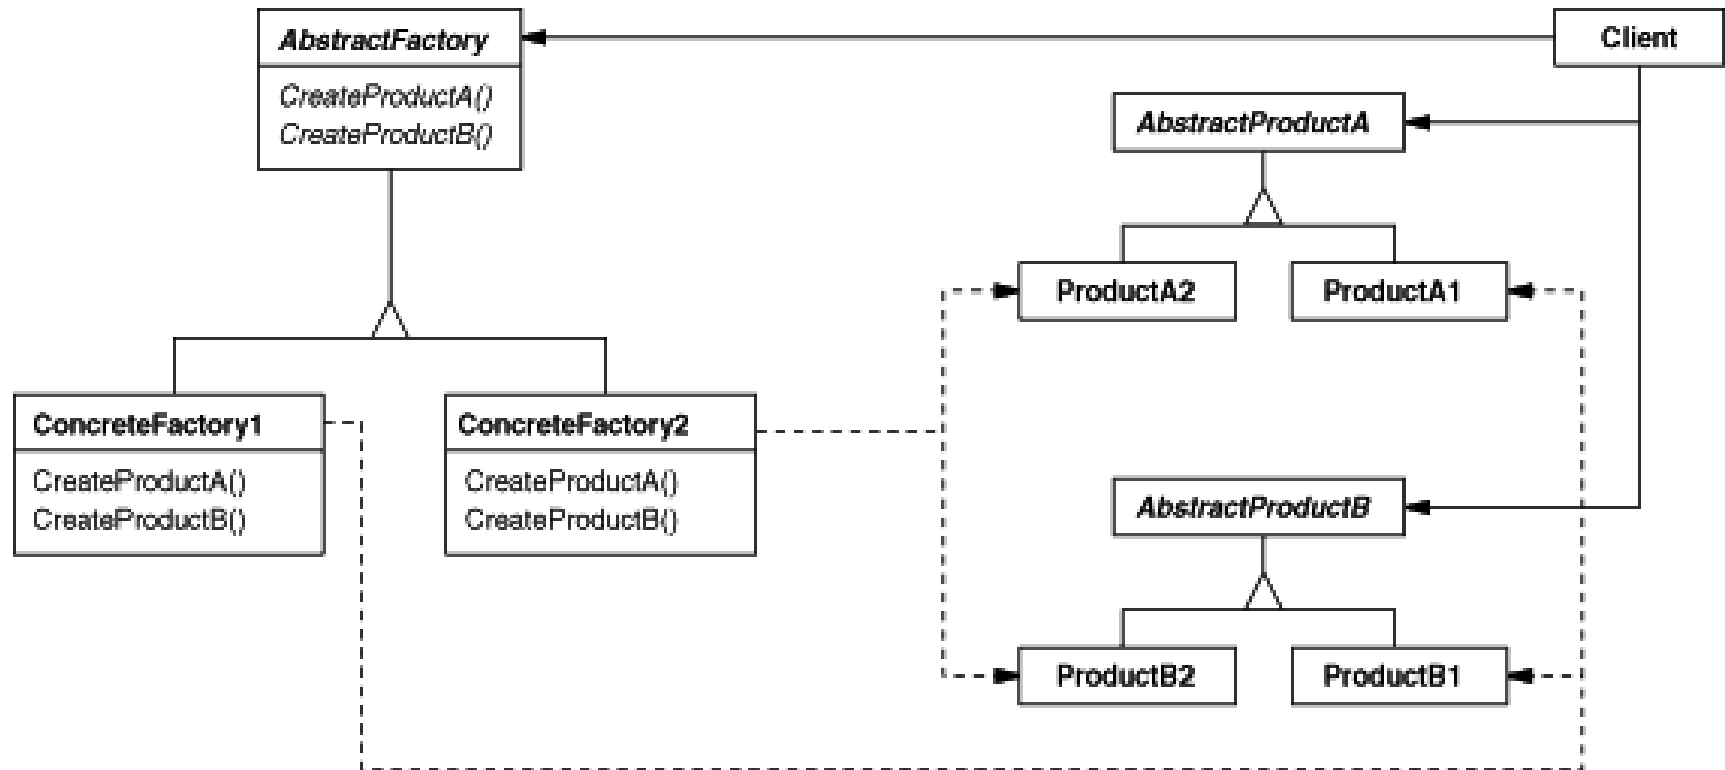 AbstractFactory
CreateProductA()
CreateProductB()
Client
AbstractProductA
ProductA2
ProductA1
ConcreteFactory1
CreateProductA()
CreateProductB()
ConcreteFactory2
CreateProductA()
CreateProductB()
AbstractProductB
ProductB2
ProductB1